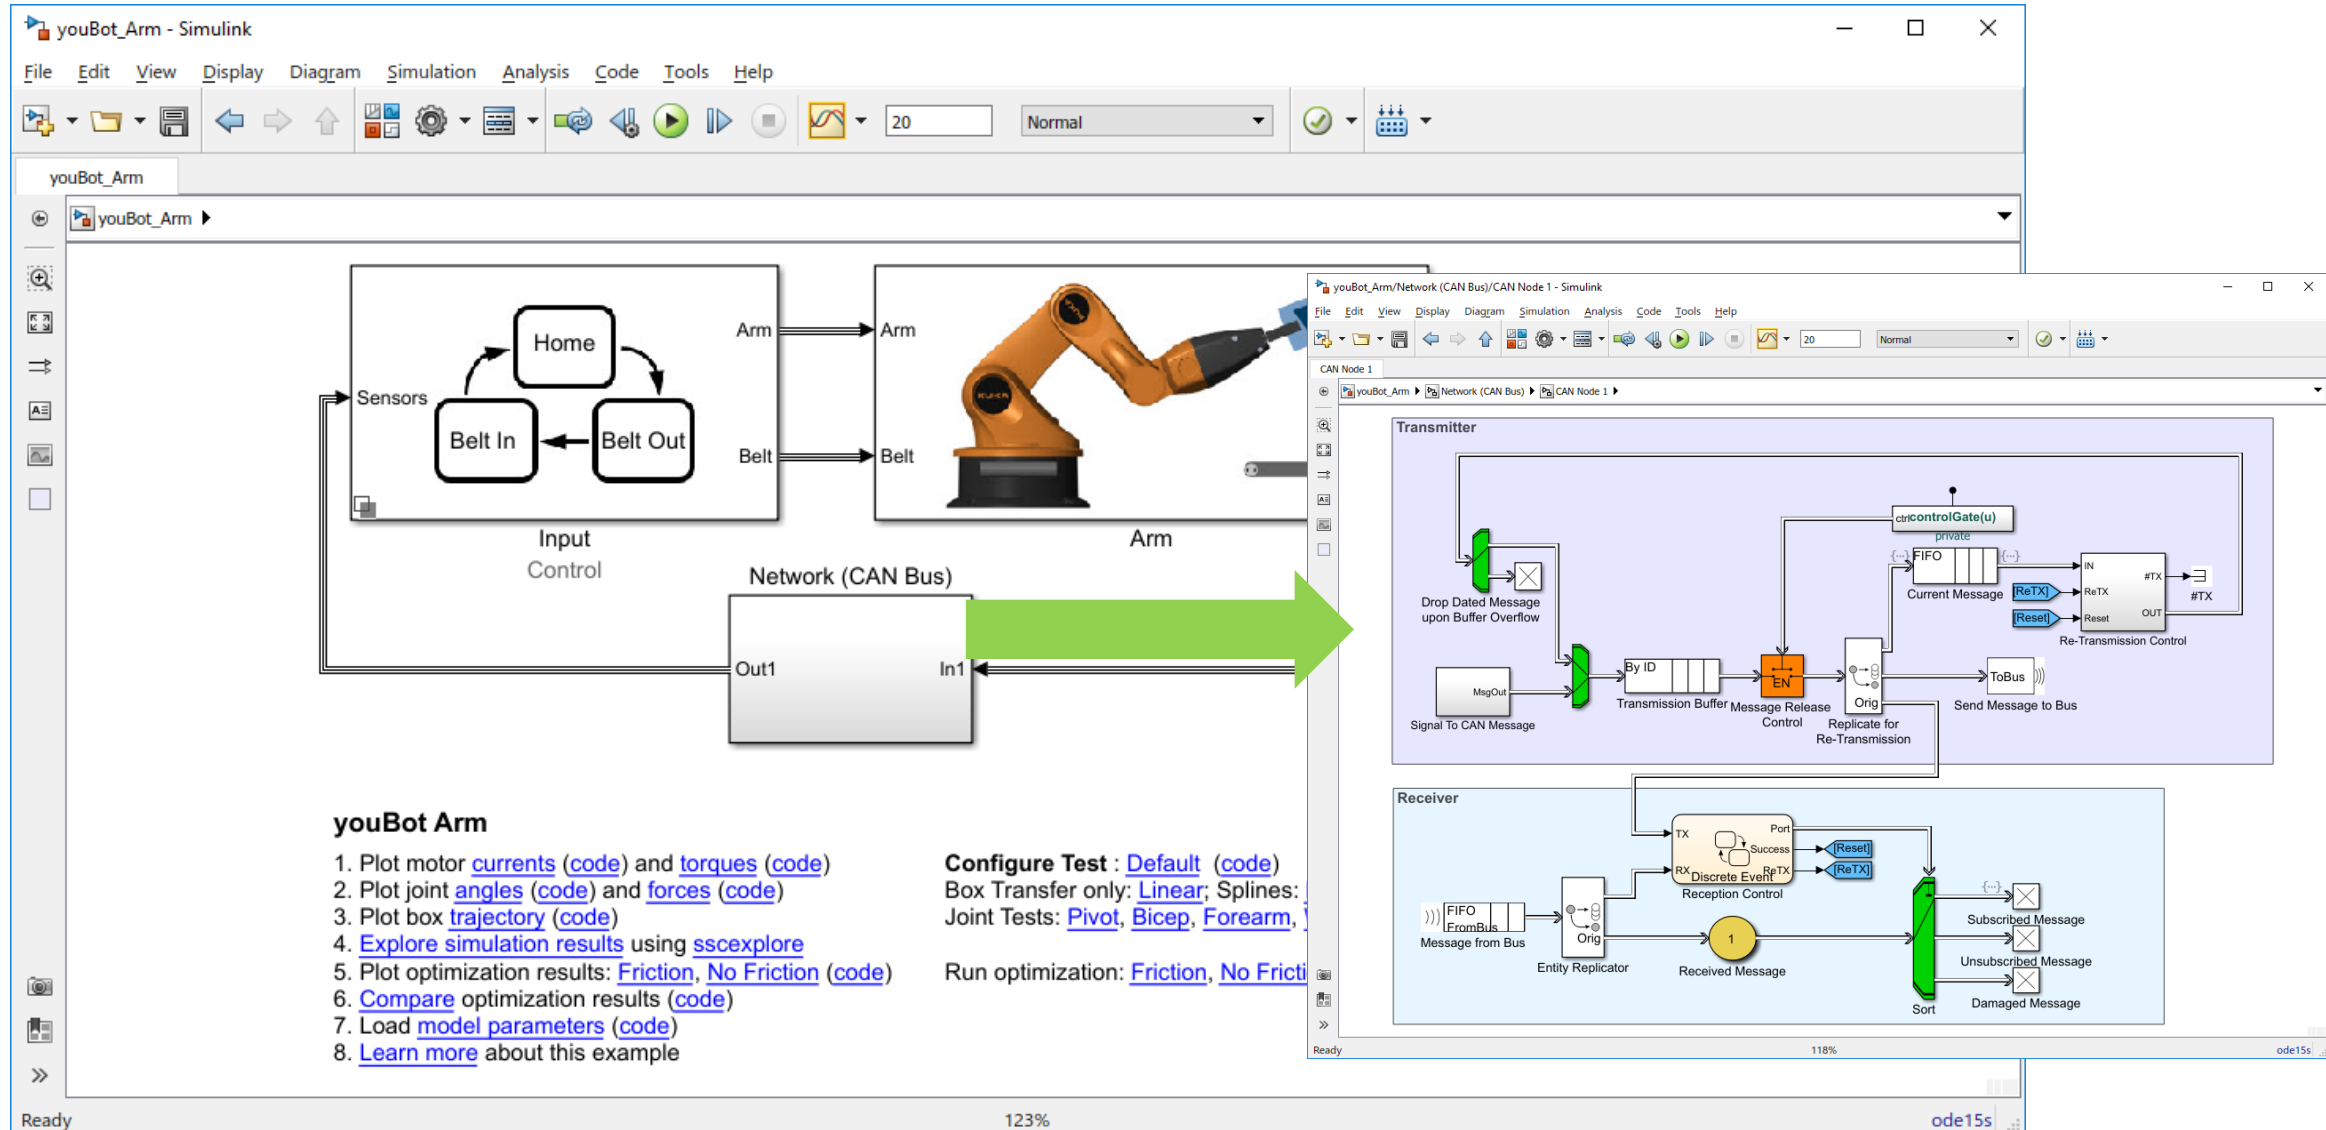 youBot_Arm - Simulink
File Edit View Display Diagram Simulation Analysis Code Tools Help
20 Normal
youBot_Arm
youBot_Arm
Home
Belt In
Belt Out
Sensors
Arm
Belt
Input
Control
Arm
Belt
KUKA
Arm
Network (CAN Bus)
Out1
In1
youBot Arm
1. Plot motor currents (code) and torques (code)
2. Plot joint angles (code) and forces (code)
3. Plot box trajectory (code)
4. Explore simulation results using sscexplore
5. Plot optimization results: Friction, No Friction (code)
6. Compare optimization results (code)
7. Load model parameters (code)
8. Learn more about this example
Configure Test : Default (code)
Box Transfer only: Linear; Splines:
Joint Tests: Pivot, Bicep, Forearm,
Run optimization: Friction, No Fricti
Ready 123% ode15s
youBot_Arm/Network (CAN Bus)/CAN Node 1 - Simulink
File Edit View Display Diagram Simulation Analysis Code Tools Help
20 Normal
CAN Node 1
youBot_Arm Network (CAN Bus) CAN Node 1
Transmitter
ctrl controlGate(u)
private
{...} FIFO {...}
Current Message
[ReTX]
[Reset]
IN
ReTX
Reset
#TX
OUT
#TX
Re-Transmission Control
Drop Dated Message
upon Buffer Overflow
MsgOut
Signal To CAN Message
By ID
Transmission Buffer
EN
Message Release
Control
Orig
Replicate for
Re-Transmission
ToBus
Send Message to Bus
Receiver
TX
RX
Port
Success
ReTX
Discrete Event
Reception Control
[Reset]
[ReTX]
FIFO
FromBus
Message from Bus
Orig
Entity Replicator
1
Received Message
Sort
{...}
Subscribed Message
Unsubscribed Message
Damaged Message
Ready 118% ode15s